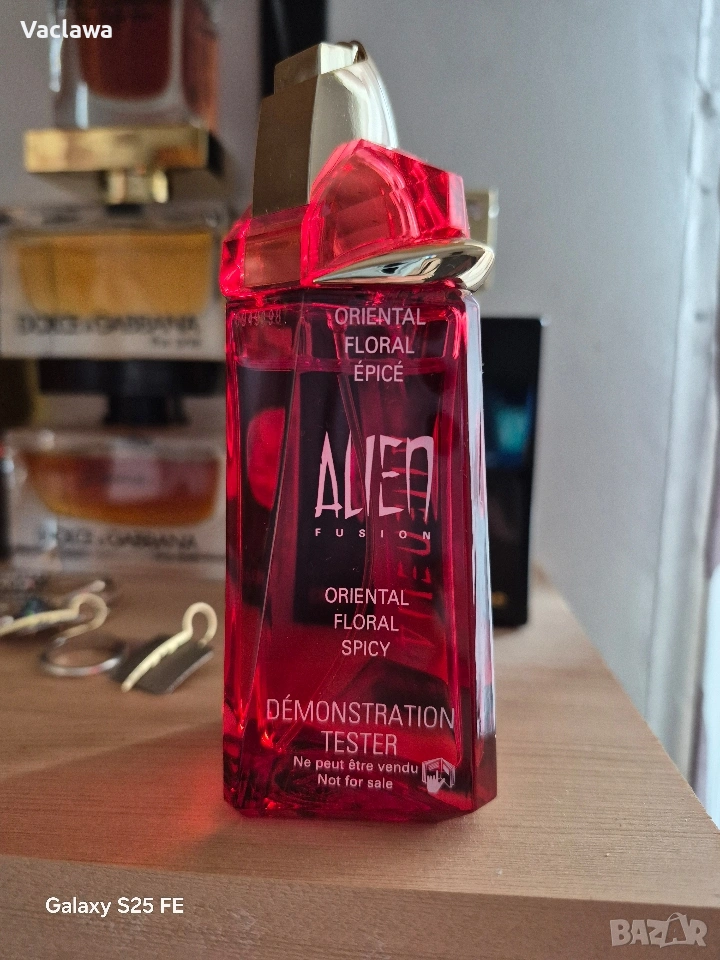 Vaclawa
DOLCE & GABBANA
DOLCE & GABBANA
ORIENTAL
FLORAL
ÉPICÉ
ALIEN
FUSION
ORIENTAL
FLORAL
SPICY
DÉMONSTRATION
TESTER
Ne peut être vendu
Not for sale
Galaxy S25 FE
BAZAR